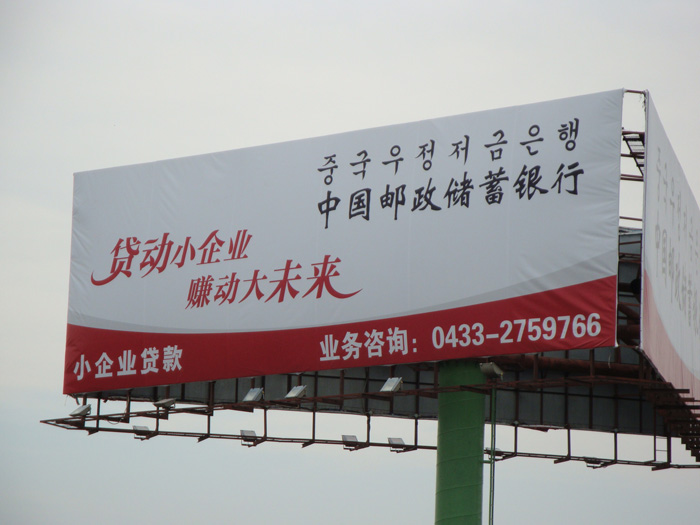 중국우정저금은행
中国邮政储蓄银行
贷动小企业
赚动大未来
小企业贷款
业务咨询：0433-2759766